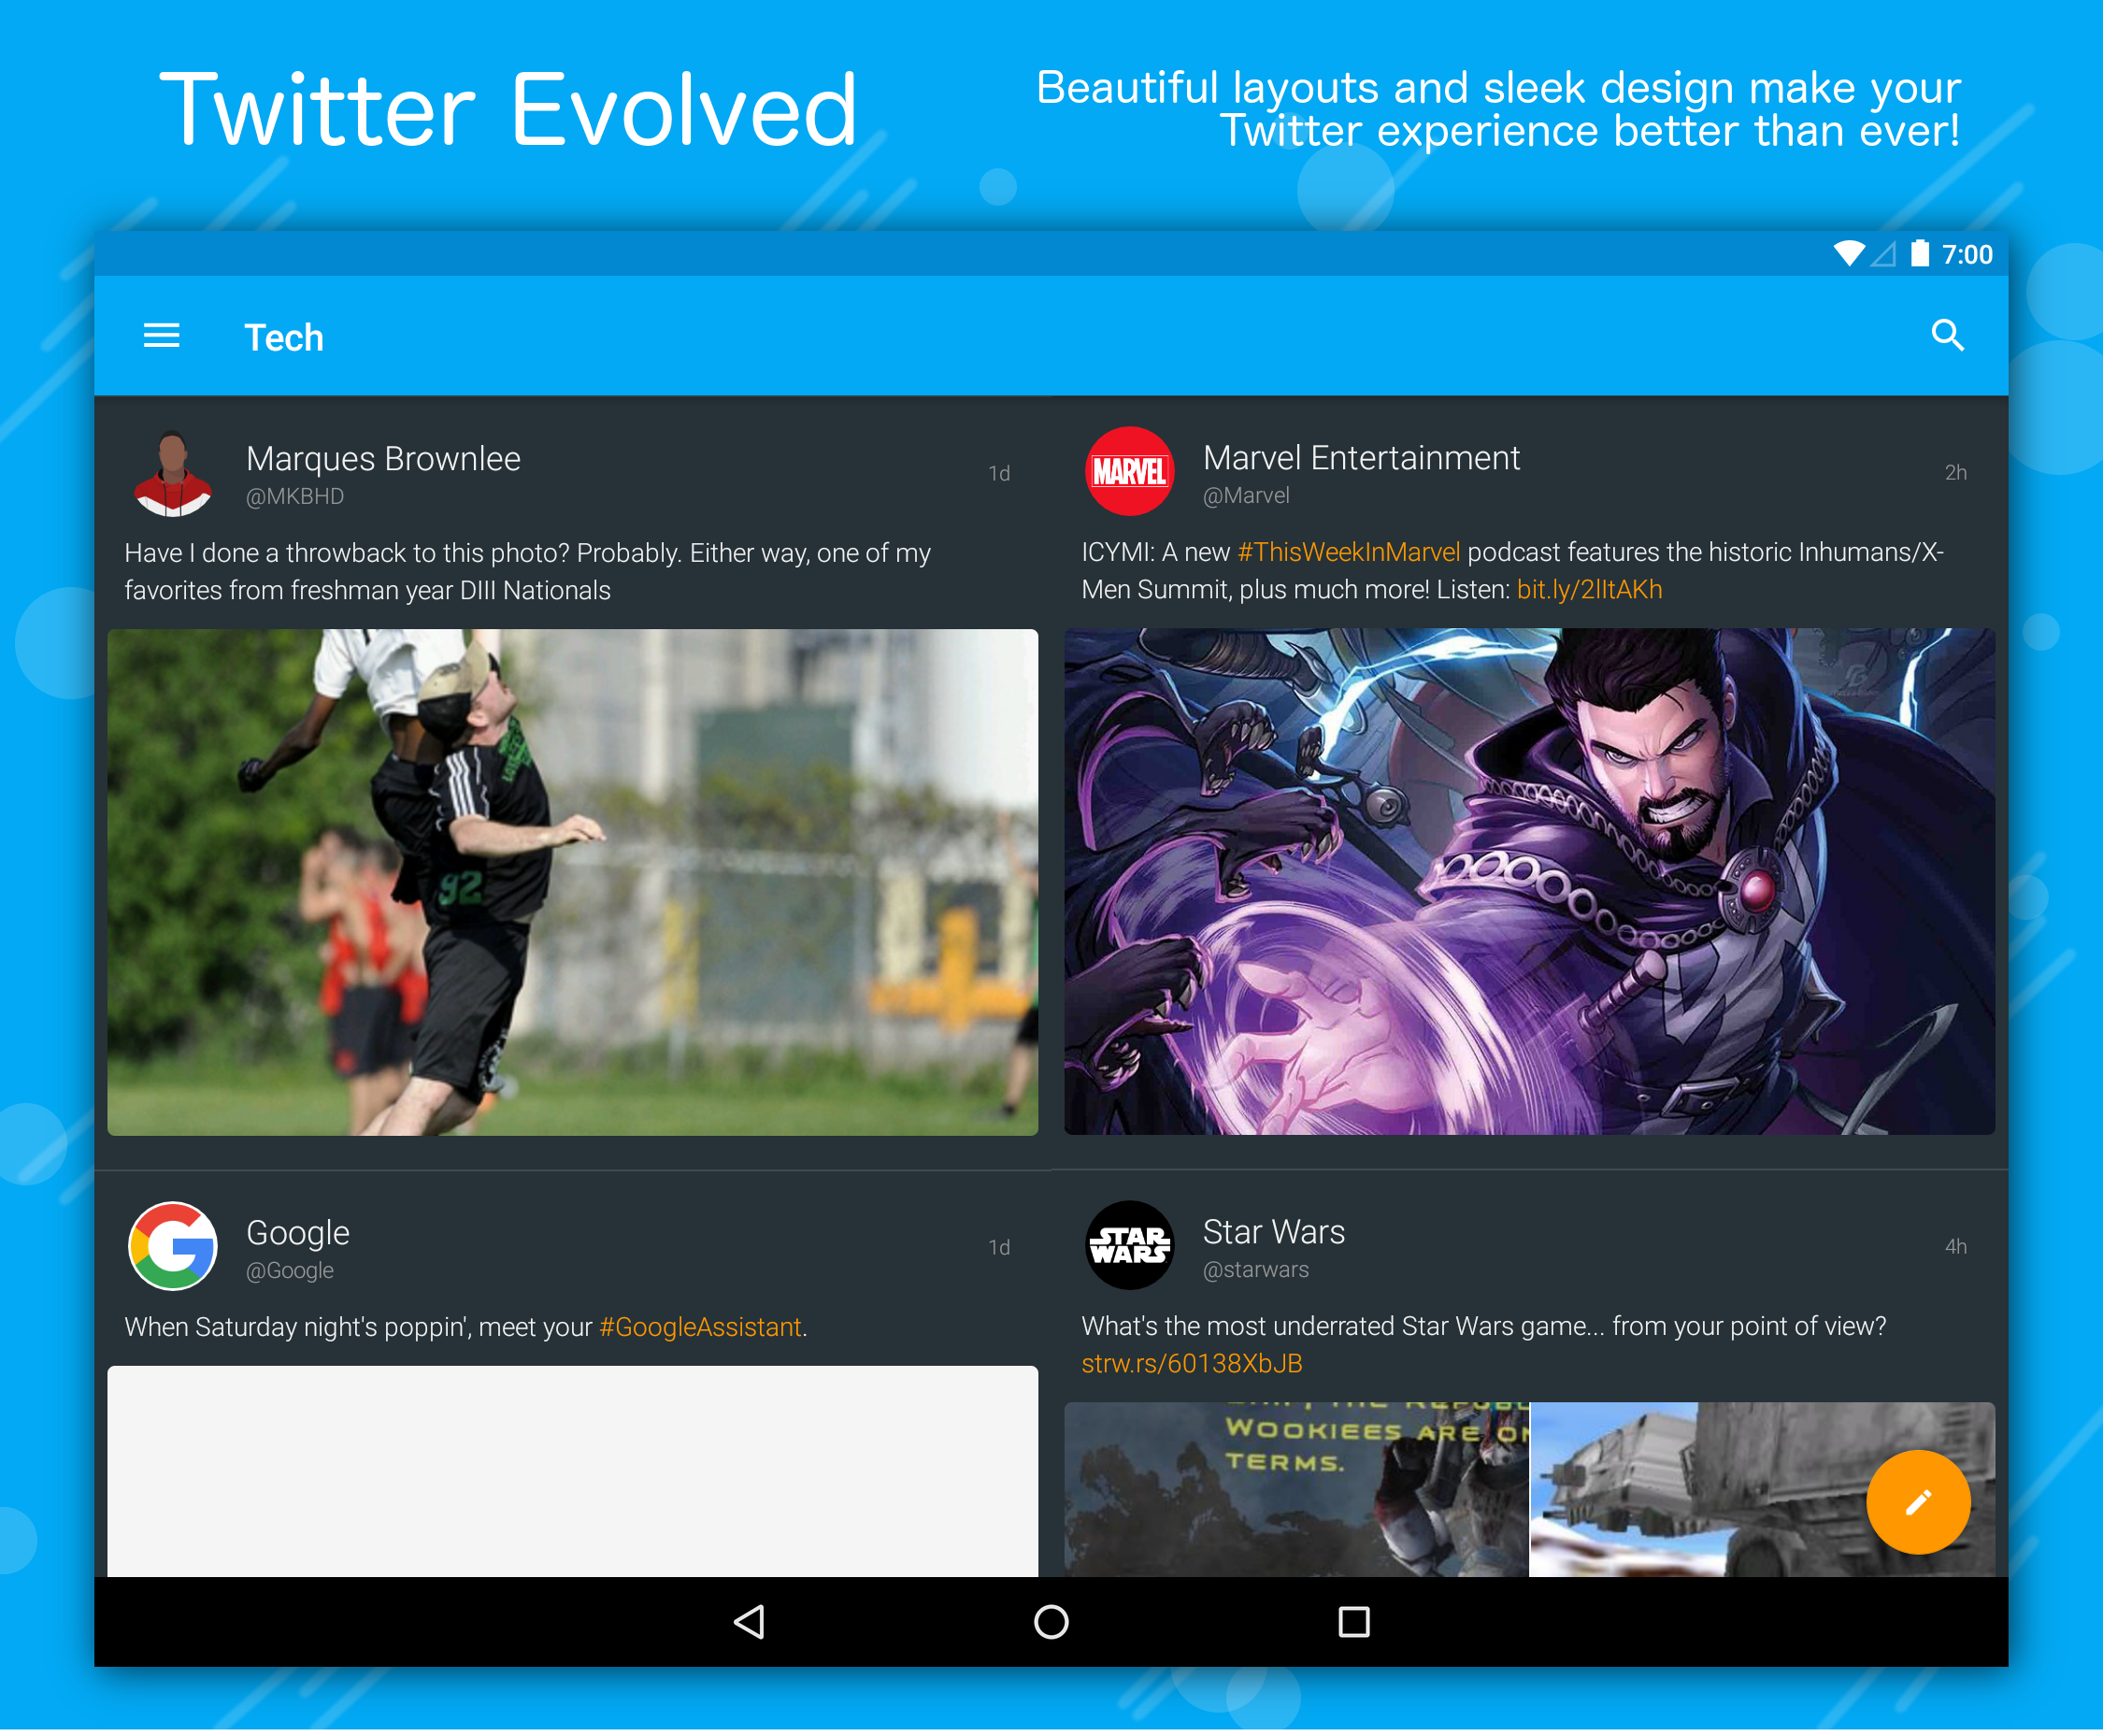 Twitter Evolved
Beautiful layouts and sleek design make your
Twitter experience better than ever!
7:00
Tech
Marques Brownlee
@MKBHD
1d
Have I done a throwback to this photo? Probably. Either way, one of my
favorites from freshman year DIII Nationals
92
MARVEL
Marvel Entertainment
@Marvel
2h
ICYMI: A new #ThisWeekInMarvel podcast features the historic Inhumans/X-
Men Summit, plus much more! Listen: bit.ly/2lItAKh
Google
@Google
1d
When Saturday night's poppin', meet your #GoogleAssistant.
STAR
WARS
Star Wars
@starwars
4h
What's the most underrated Star Wars game... from your point of view?
strw.rs/60138XbJB
WOOKIEES ARE
TERMS.